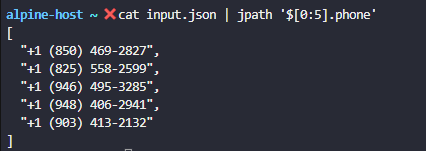 alpine-host ~ ❌cat input.json | jpath '$[0:5].phone'
[
  "+1 (850) 469-2827",
  "+1 (825) 558-2599",
  "+1 (946) 495-3285",
  "+1 (948) 406-2941",
  "+1 (903) 413-2132"
]